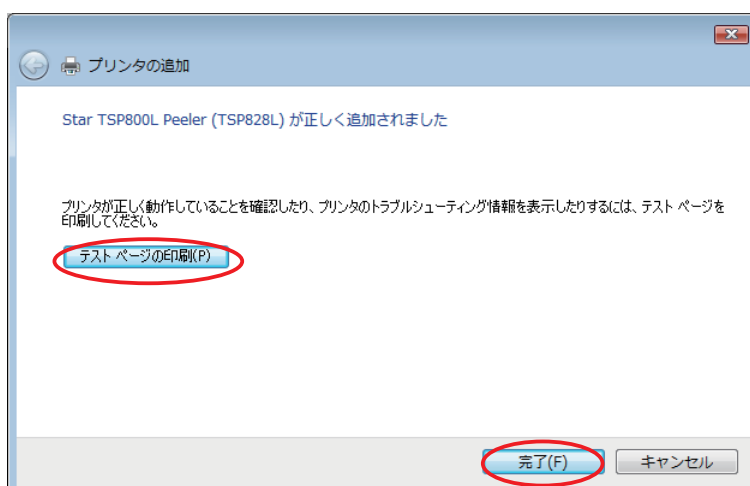 プリンタの追加
Star TSP800L Peeler (TSP828L) が正しく追加されました
プリンタが正しく動作していることを確認したり、プリンタのトラブルシューティング情報を表示したりするには、テスト ページを
印刷してください。
テスト ページの印刷(P)
完了(F)
キャンセル